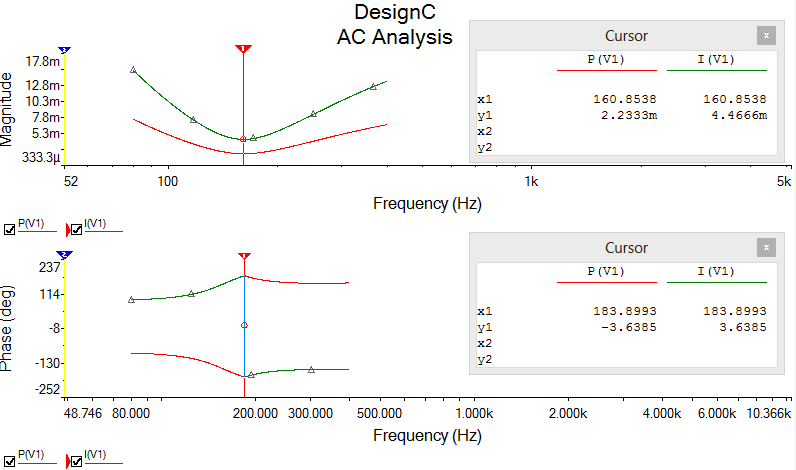 DesignC
AC Analysis
Magnitude
17.8m
12.8m
10.3m
7.8m
5.3m
333.3µ
52 100 1k 5k
Frequency (Hz)
P(V1) I(V1)
Cursor
x
P(V1) I(V1)
x1 160.8538 160.8538
y1 2.2333m 4.4666m
x2
y2
3
1
Phase (deg)
237
114
-8
-130
-252
48.746 80.000 200.000 300.000 500.000 1.000k 2.000k 4.000k 6.000k 10.366k
Frequency (Hz)
P(V1) I(V1)
Cursor
x
P(V1) I(V1)
x1 183.8993 183.8993
y1 -3.6385 3.6385
x2
y2
2
1